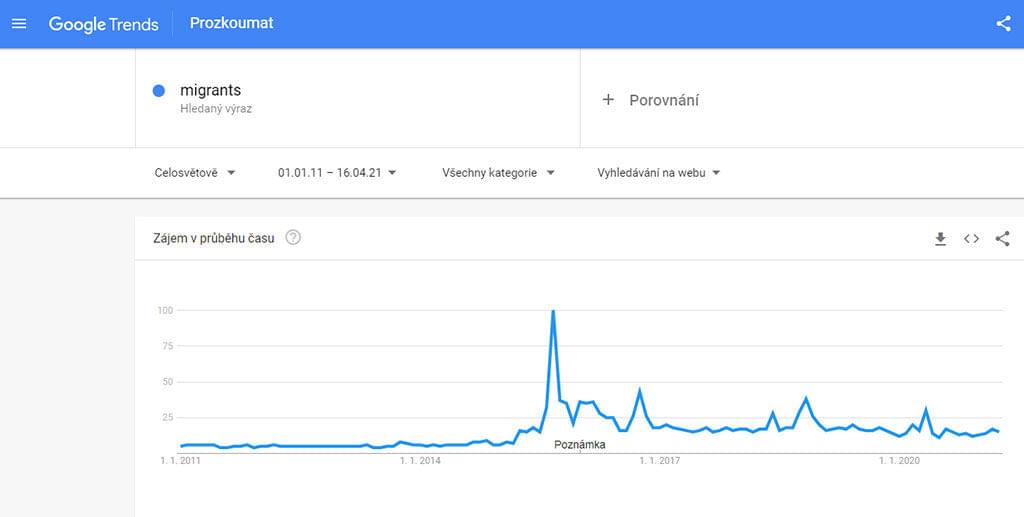 Google Trends Prozkoumat
migrants
Hledaný výraz
+ Porovnání
Celosvětově 01.01.11 – 16.04.21 Všechny kategorie Vyhledávání na webu
Zájem v průběhu času ?
100
75
50
25
Poznámka
1. 1. 2011 1. 1. 2014 1. 1. 2017 1. 1. 2020